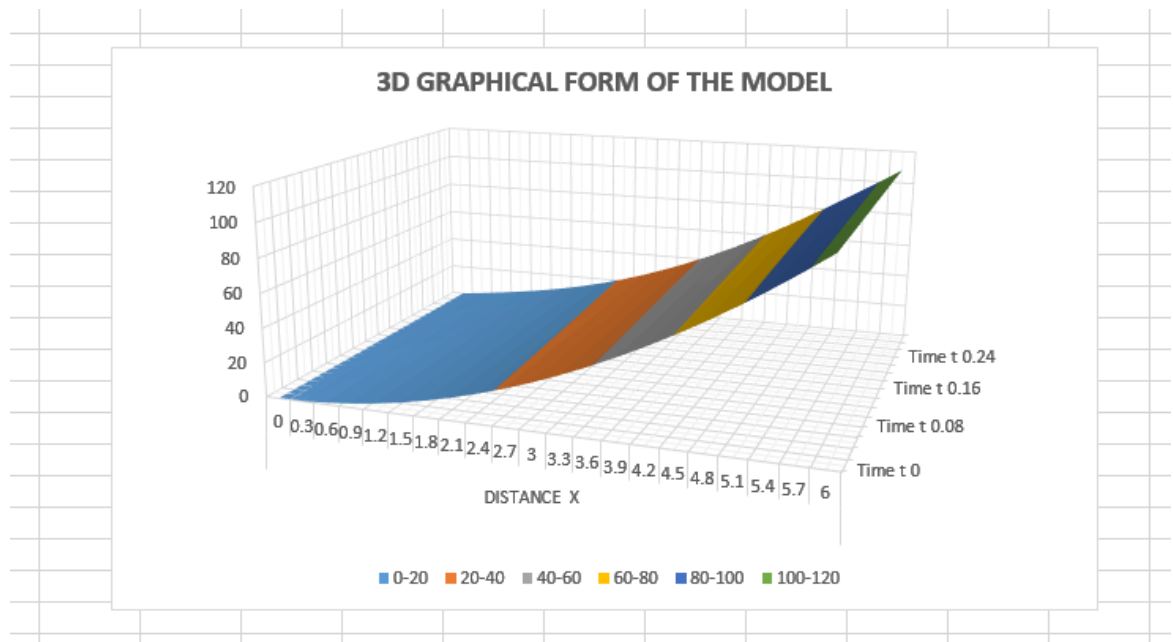 3D GRAPHICAL FORM OF THE MODEL
120
100
80
60
40
20
0
Time t 0.24
Time t 0.16
Time t 0.08
Time t 0
0 0.3 0.6 0.9 1.2 1.5 1.8 2.1 2.4 2.7 3 3.3 3.6 3.9 4.2 4.5 4.8 5.1 5.4 5.7 6
DISTANCE X
0-20 20-40 40-60 60-80 80-100 100-120